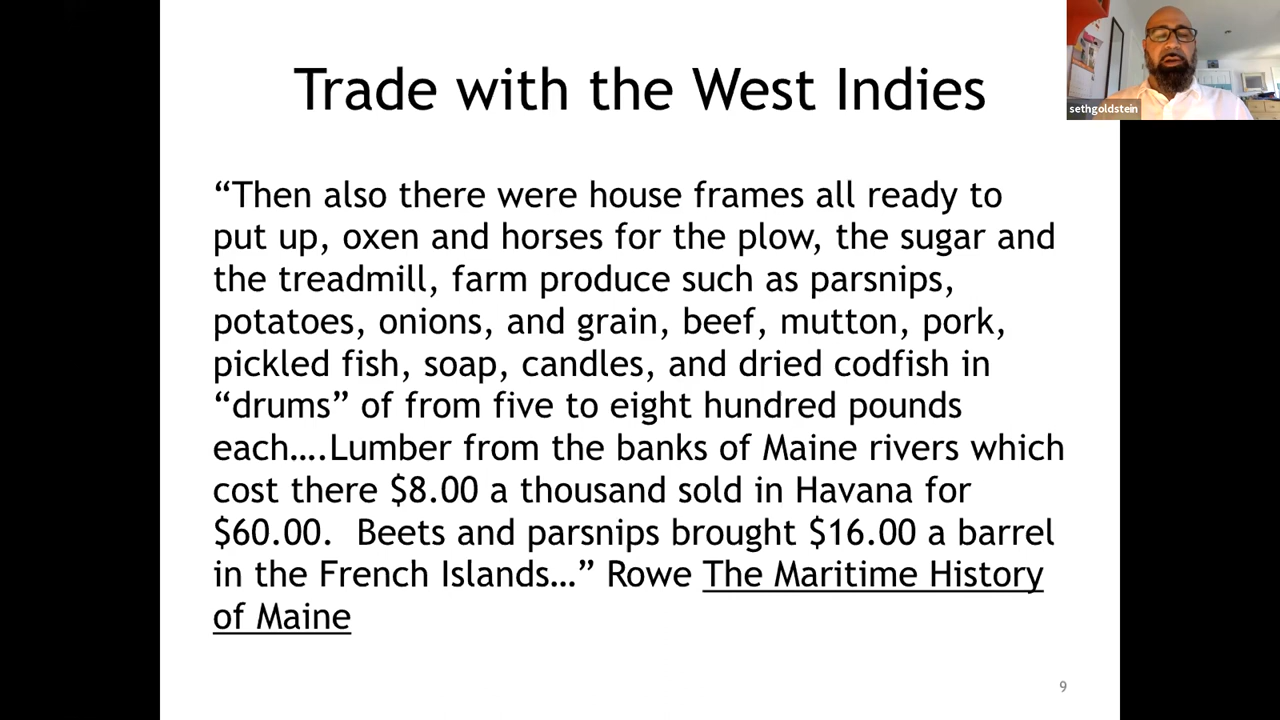 Trade with the West Indies
sethgoldstein
“Then also there were house frames all ready to
put up, oxen and horses for the plow, the sugar and
the treadmill, farm produce such as parsnips,
potatoes, onions, and grain, beef, mutton, pork,
pickled fish, soap, candles, and dried codfish in
“drums” of from five to eight hundred pounds
each….Lumber from the banks of Maine rivers which
cost there $8.00 a thousand sold in Havana for
$60.00.  Beets and parsnips brought $16.00 a barrel
in the French Islands…” Rowe The Maritime History
of Maine
9